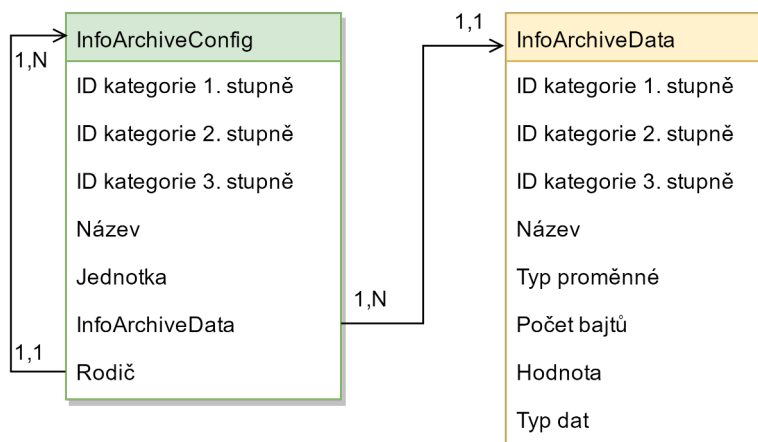 InfoArchiveConfig
ID kategorie 1. stupně
ID kategorie 2. stupně
ID kategorie 3. stupně
Název
Jednotka
InfoArchiveData
Rodič
1,N
1,1
1,N
1,1
InfoArchiveData
ID kategorie 1. stupně
ID kategorie 2. stupně
ID kategorie 3. stupně
Název
Typ proměnné
Počet bajtů
Hodnota
Typ dat